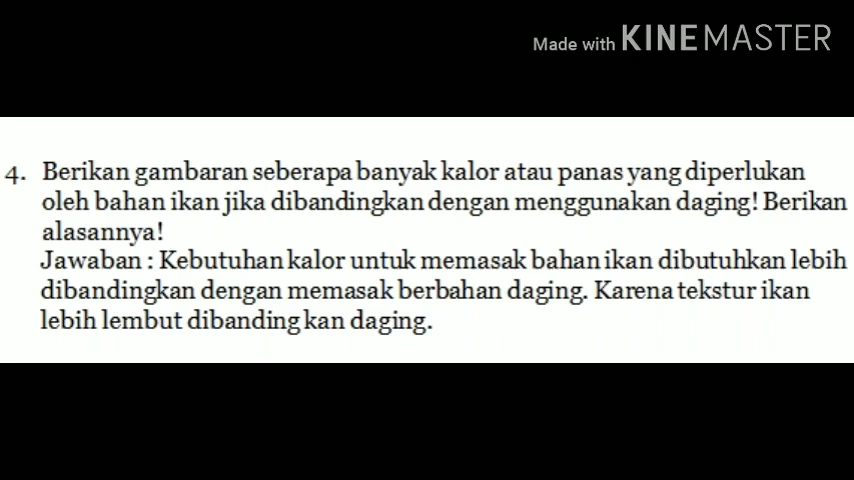 Made with KINEMASTER
4. Berikan gambaran seberapa banyak kalor atau panas yang diperlukan
oleh bahan ikan jika dibandingkan dengan menggunakan daging! Berikan
alasannya!
Jawaban : Kebutuhan kalor untuk memasak bahan ikan dibutuhkan lebih
dibandingkan dengan memasak berbahan daging. Karena tekstur ikan
lebih lembut dibanding kan daging.